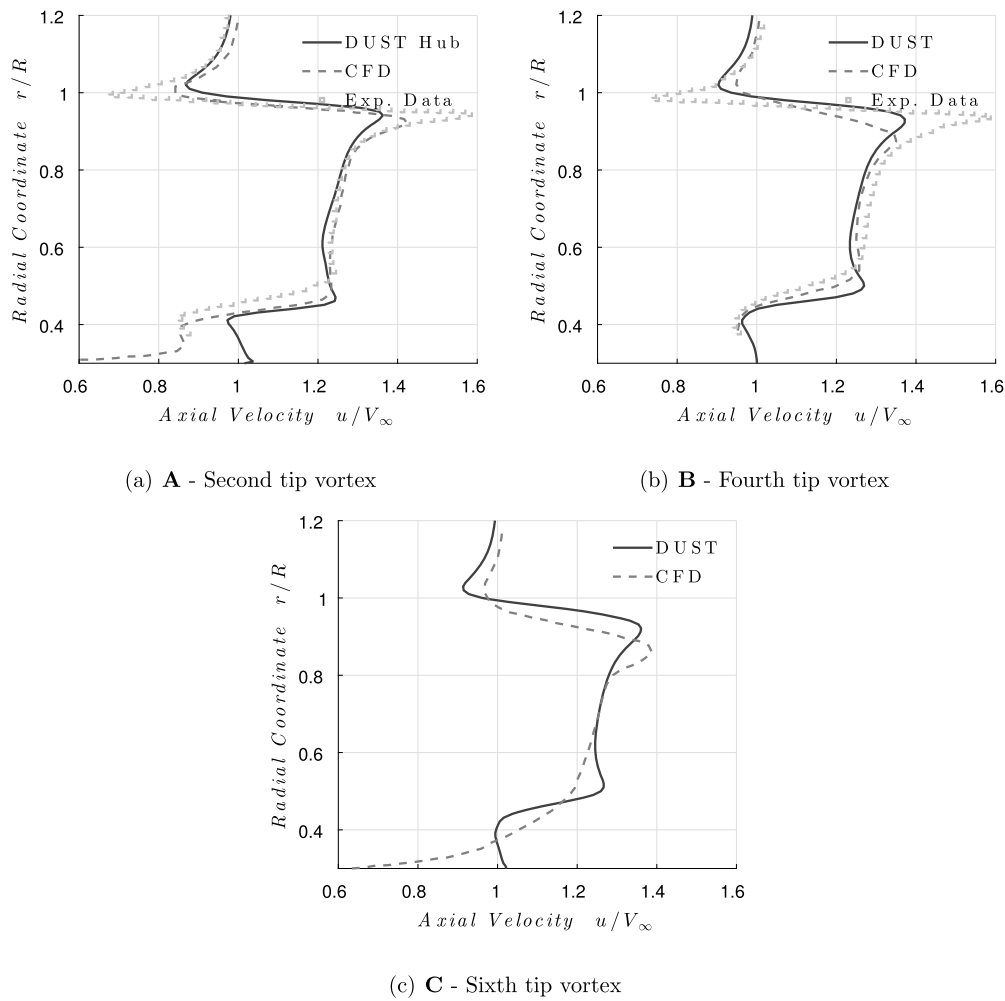 1.2
1
0.8
0.6
0.4
Radial Coordinate r/R
DUST Hub
CFD
Exp. Data
0.6 0.8 1 1.2 1.4 1.6
Axial Velocity u/V∞
(a) A - Second tip vortex
1.2
1
0.8
0.6
0.4
Radial Coordinate r/R
DUST
CFD
Exp. Data
0.6 0.8 1 1.2 1.4 1.6
Axial Velocity u/V∞
(b) B - Fourth tip vortex
1.2
1
0.8
0.6
0.4
Radial Coordinate r/R
DUST
CFD
0.6 0.8 1 1.2 1.4 1.6
Axial Velocity u/V∞
(c) C - Sixth tip vortex